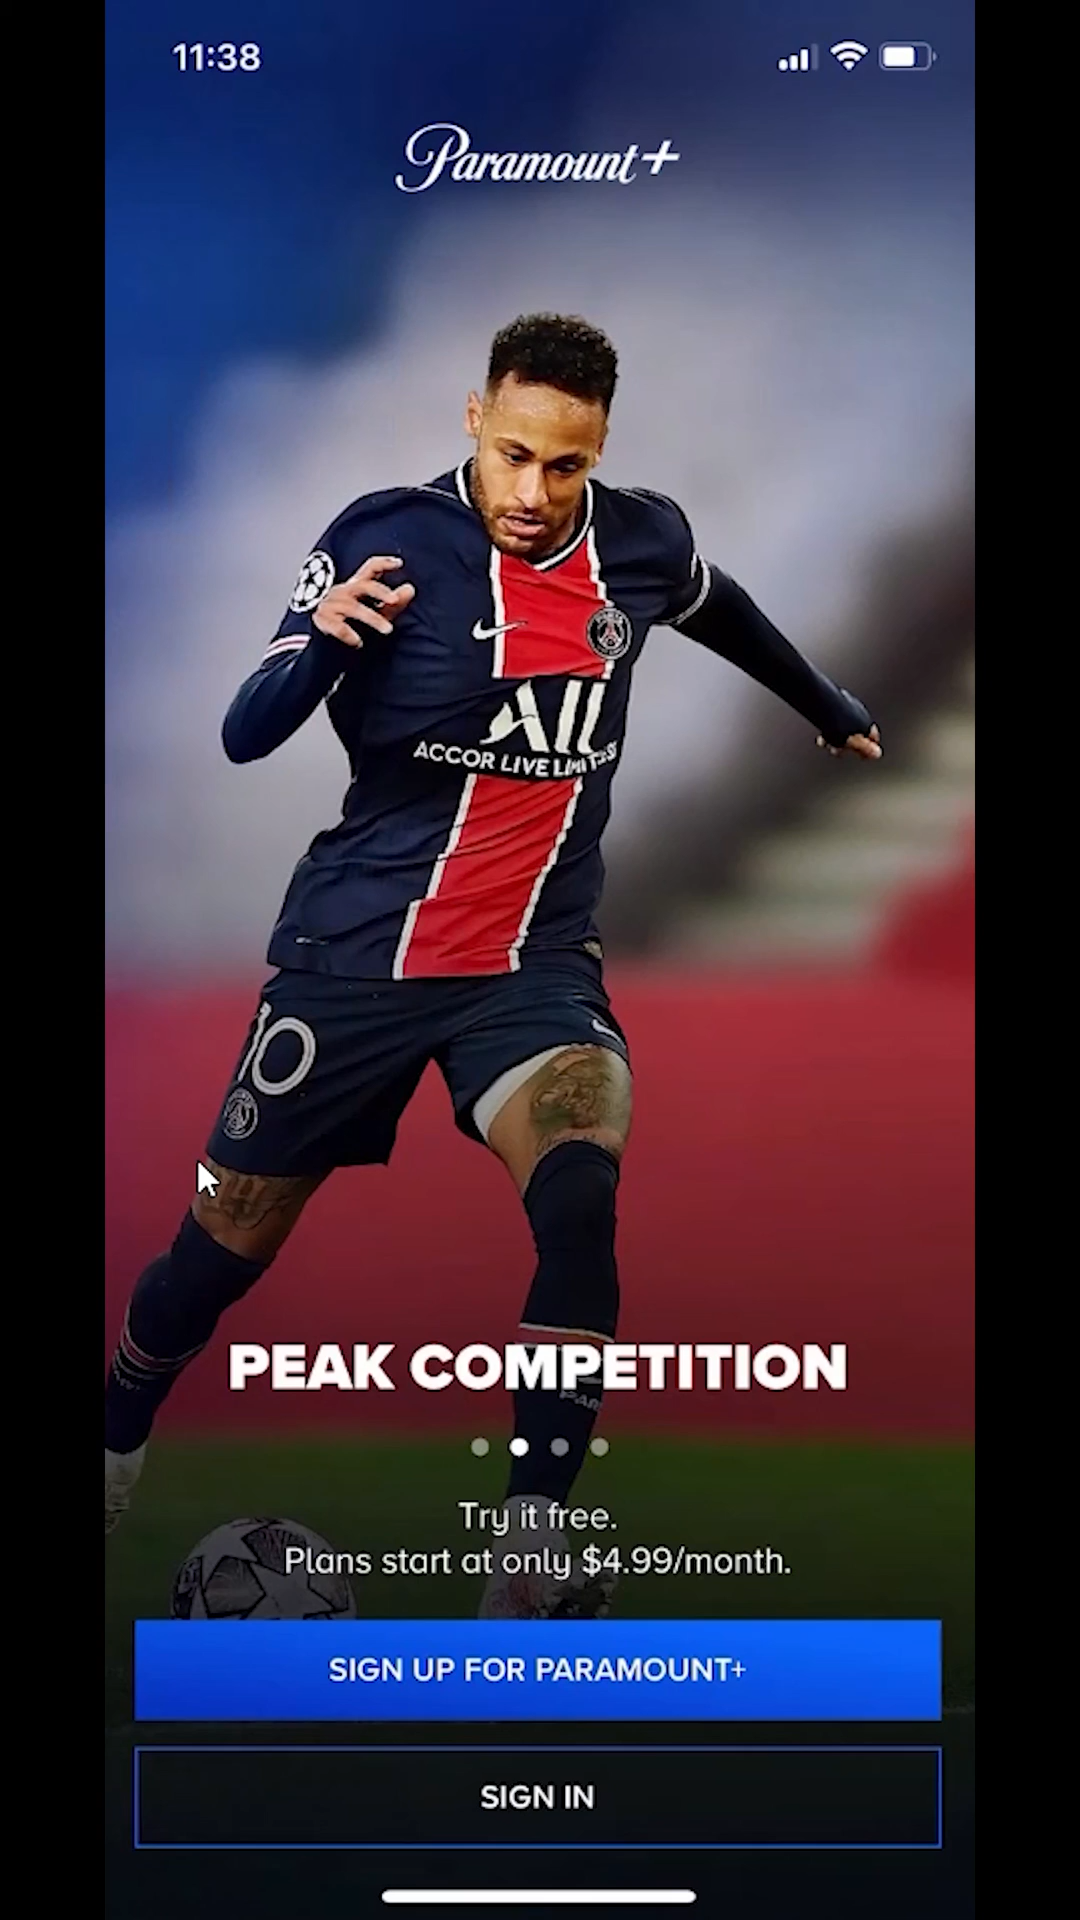 11:38
Paramount+
ALL
ACCOR LIVE LIMITLESS
10
PEAK COMPETITION
Try it free.
Plans start at only $4.99/month.
SIGN UP FOR PARAMOUNT+
SIGN IN